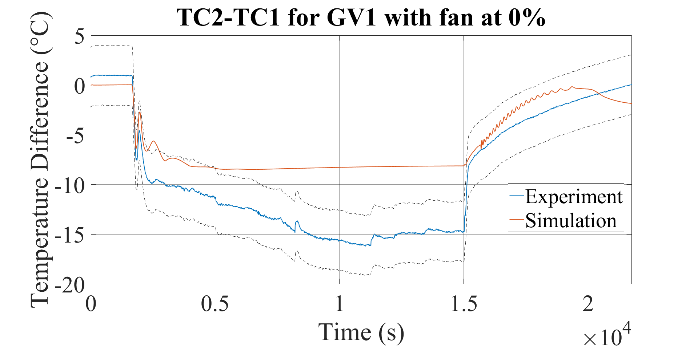 TC2-TC1 for GV1 with fan at 0%
Temperature Difference (°C)
5
0
-5
-10
-15
-20
Experiment
Simulation
0 0.5 1 1.5 2
Time (s)
×10⁴